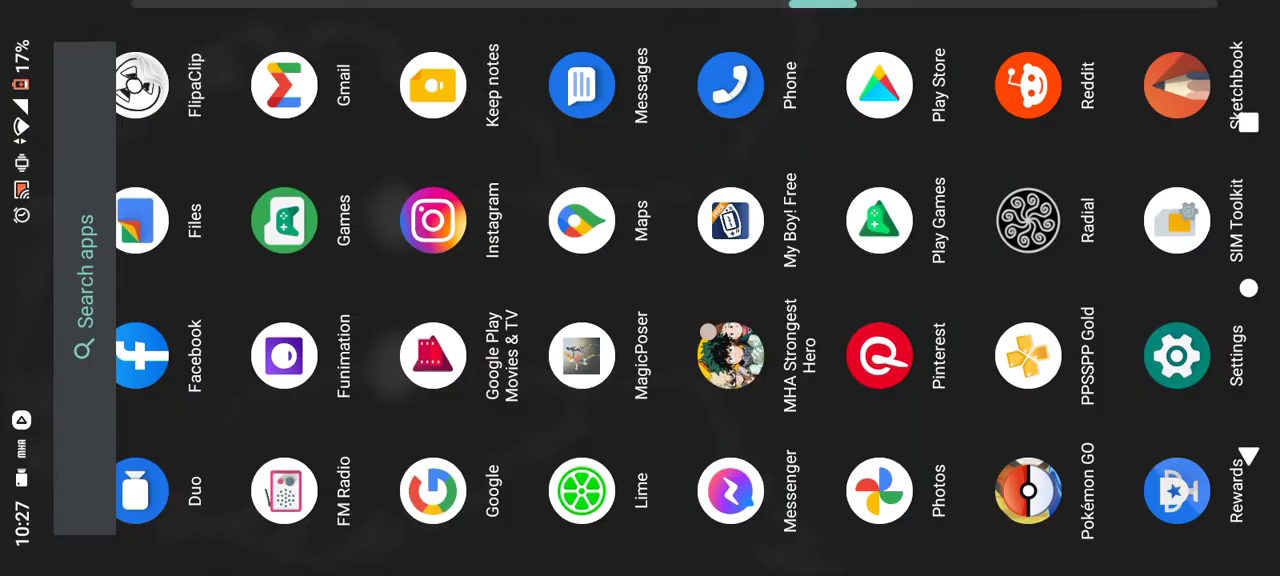 10:27
MHA
17%
Search apps
Duo
Facebook
Files
FlipaClip
FM Radio
Funimation
Games
Gmail
Google
Google Play
Movies & TV
Instagram
Keep notes
Lime
MagicPoser
Maps
Messages
Messenger
MHA Strongest
Hero
My Boy! Free
Phone
Photos
Pinterest
Play Games
Play Store
Pokémon GO
PPSSPP Gold
Radial
Reddit
Rewards
Settings
SIM Toolkit
Sketchbook